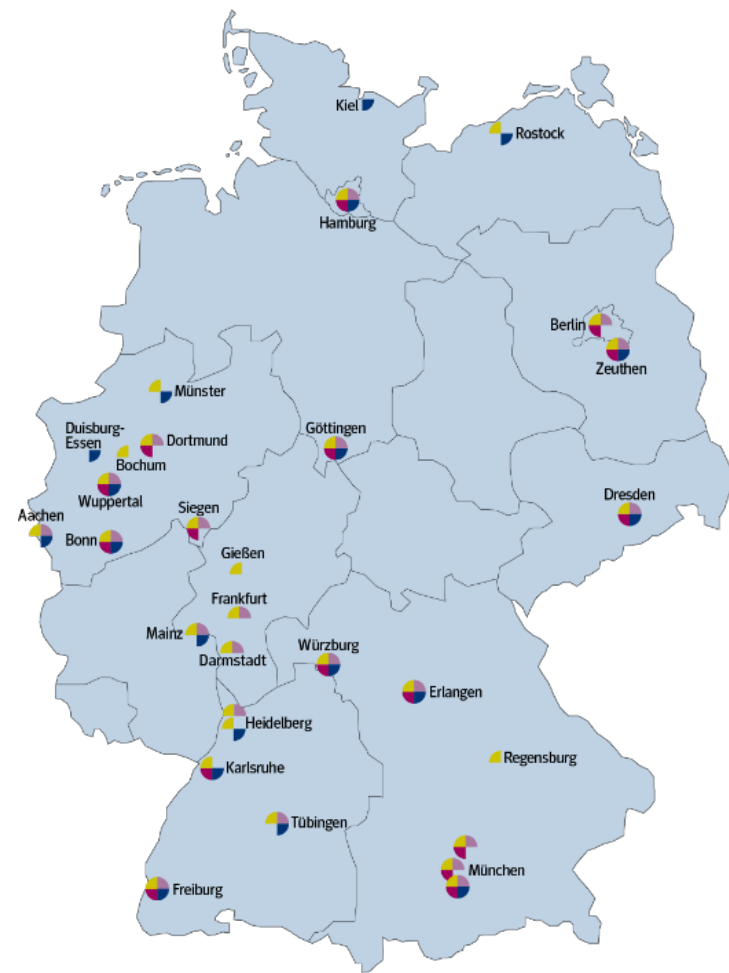 Kiel
Rostock
Hamburg
Berlin
Zeuthen
Münster
Duisburg-
Essen
Dortmund
Bochum
Göttingen
Wuppertal
Dresden
Aachen
Siegen
Bonn
Gießen
Frankfurt
Mainz
Würzburg
Darmstadt
Erlangen
Heidelberg
Regensburg
Karlsruhe
Tübingen
München
Freiburg